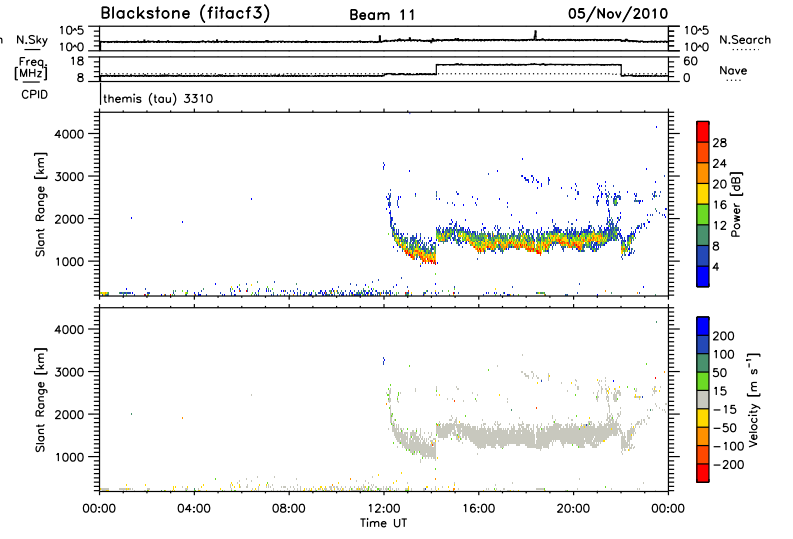 Blackstone (fitacf3) Beam 11 05/Nov/2010
N.Sky 10^5 10^0 10^5 10^0 N.Search
Freq. [MHz] 18 8 60 0 Nave
CPID themis (tau) 3310
Slant Range [km]
4000
3000
2000
1000
Power [dB]
28
24
20
16
12
8
4
Slant Range [km]
4000
3000
2000
1000
Velocity [m s⁻¹]
200
100
50
15
-15
-50
-100
-200
00:00 04:00 08:00 12:00 16:00 20:00 00:00
Time UT